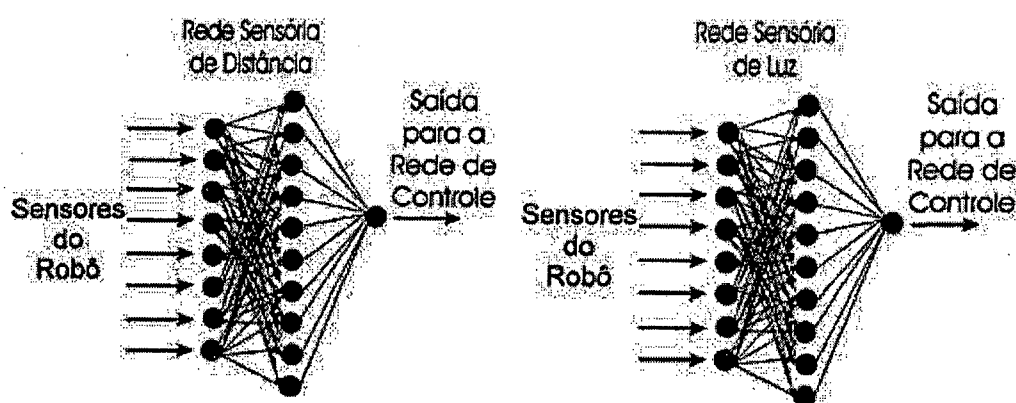 Rede Sensória
de Distância
Saída
para a
Rede de
Controle
Sensores
do
Robô
Rede Sensória
de Luz
Saída
para a
Rede de
Controle
Sensores
do
Robô